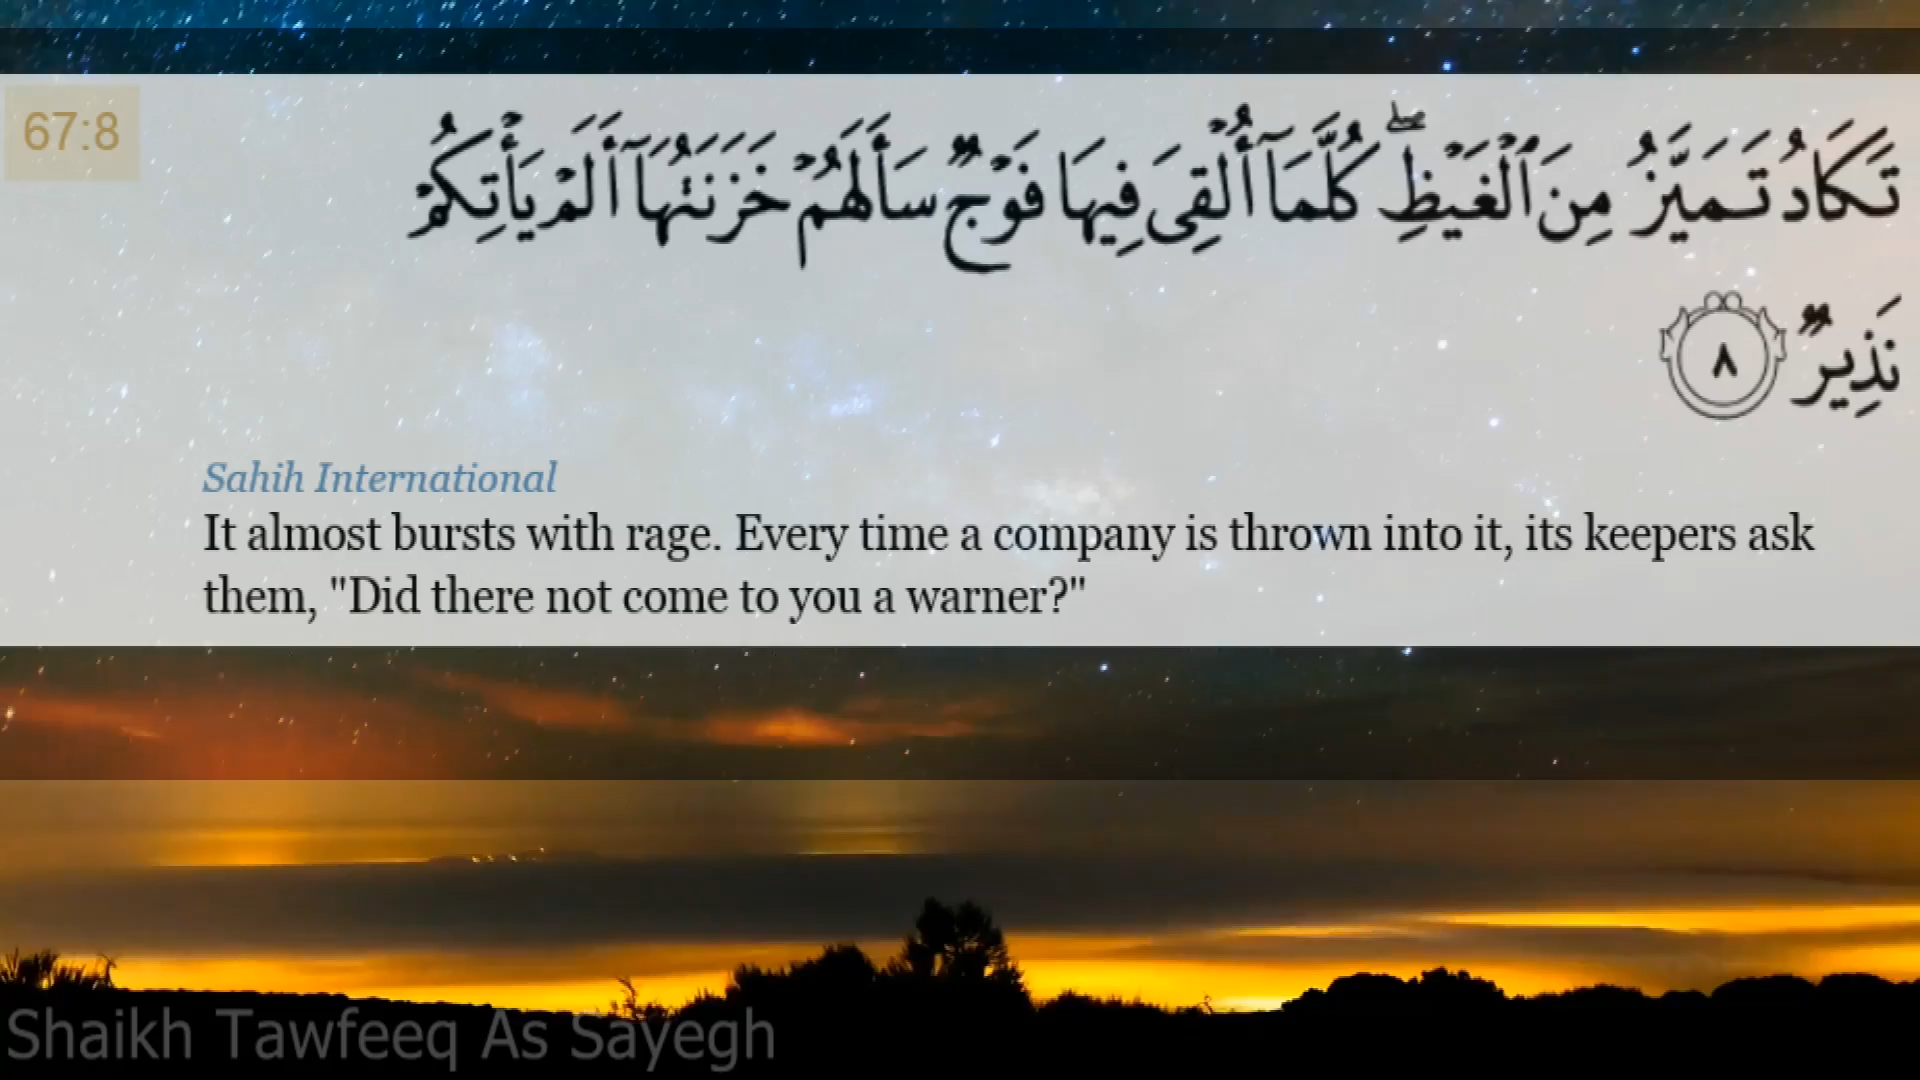 67:8
تَكَادُ تَمَيَّزُ مِنَ ٱلْغَيْظِ ۖ كُلَّمَآ أُلْقِىَ فِيهَا فَوْجٌ سَأَلَهُمْ خَزَنَتُهَآ أَلَمْ يَأْتِكُمْ
نَذِيرٌ ٨
Sahih International
It almost bursts with rage. Every time a company is thrown into it, its keepers ask
them, "Did there not come to you a warner?"
Shaikh Tawfeeq As Sayegh